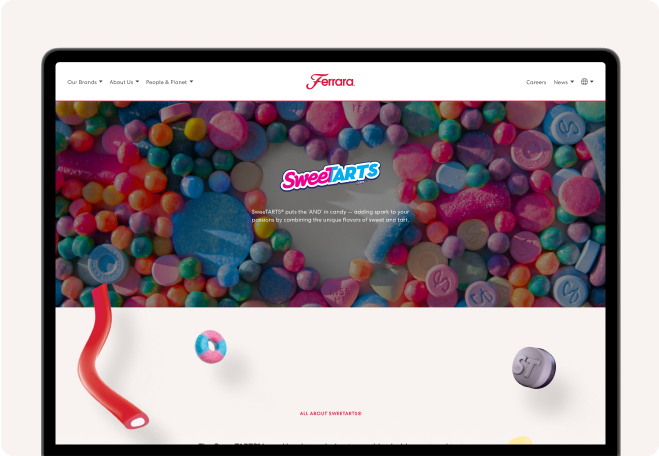 Our Brands
About Us
People & Planet
Ferrara
Careers
News
SweeTARTS
SweeTARTS® puts the 'AND' in candy — adding spark to your
passions by combining the unique flavors of sweet and tart.
ST
ALL ABOUT SWEETARTS®